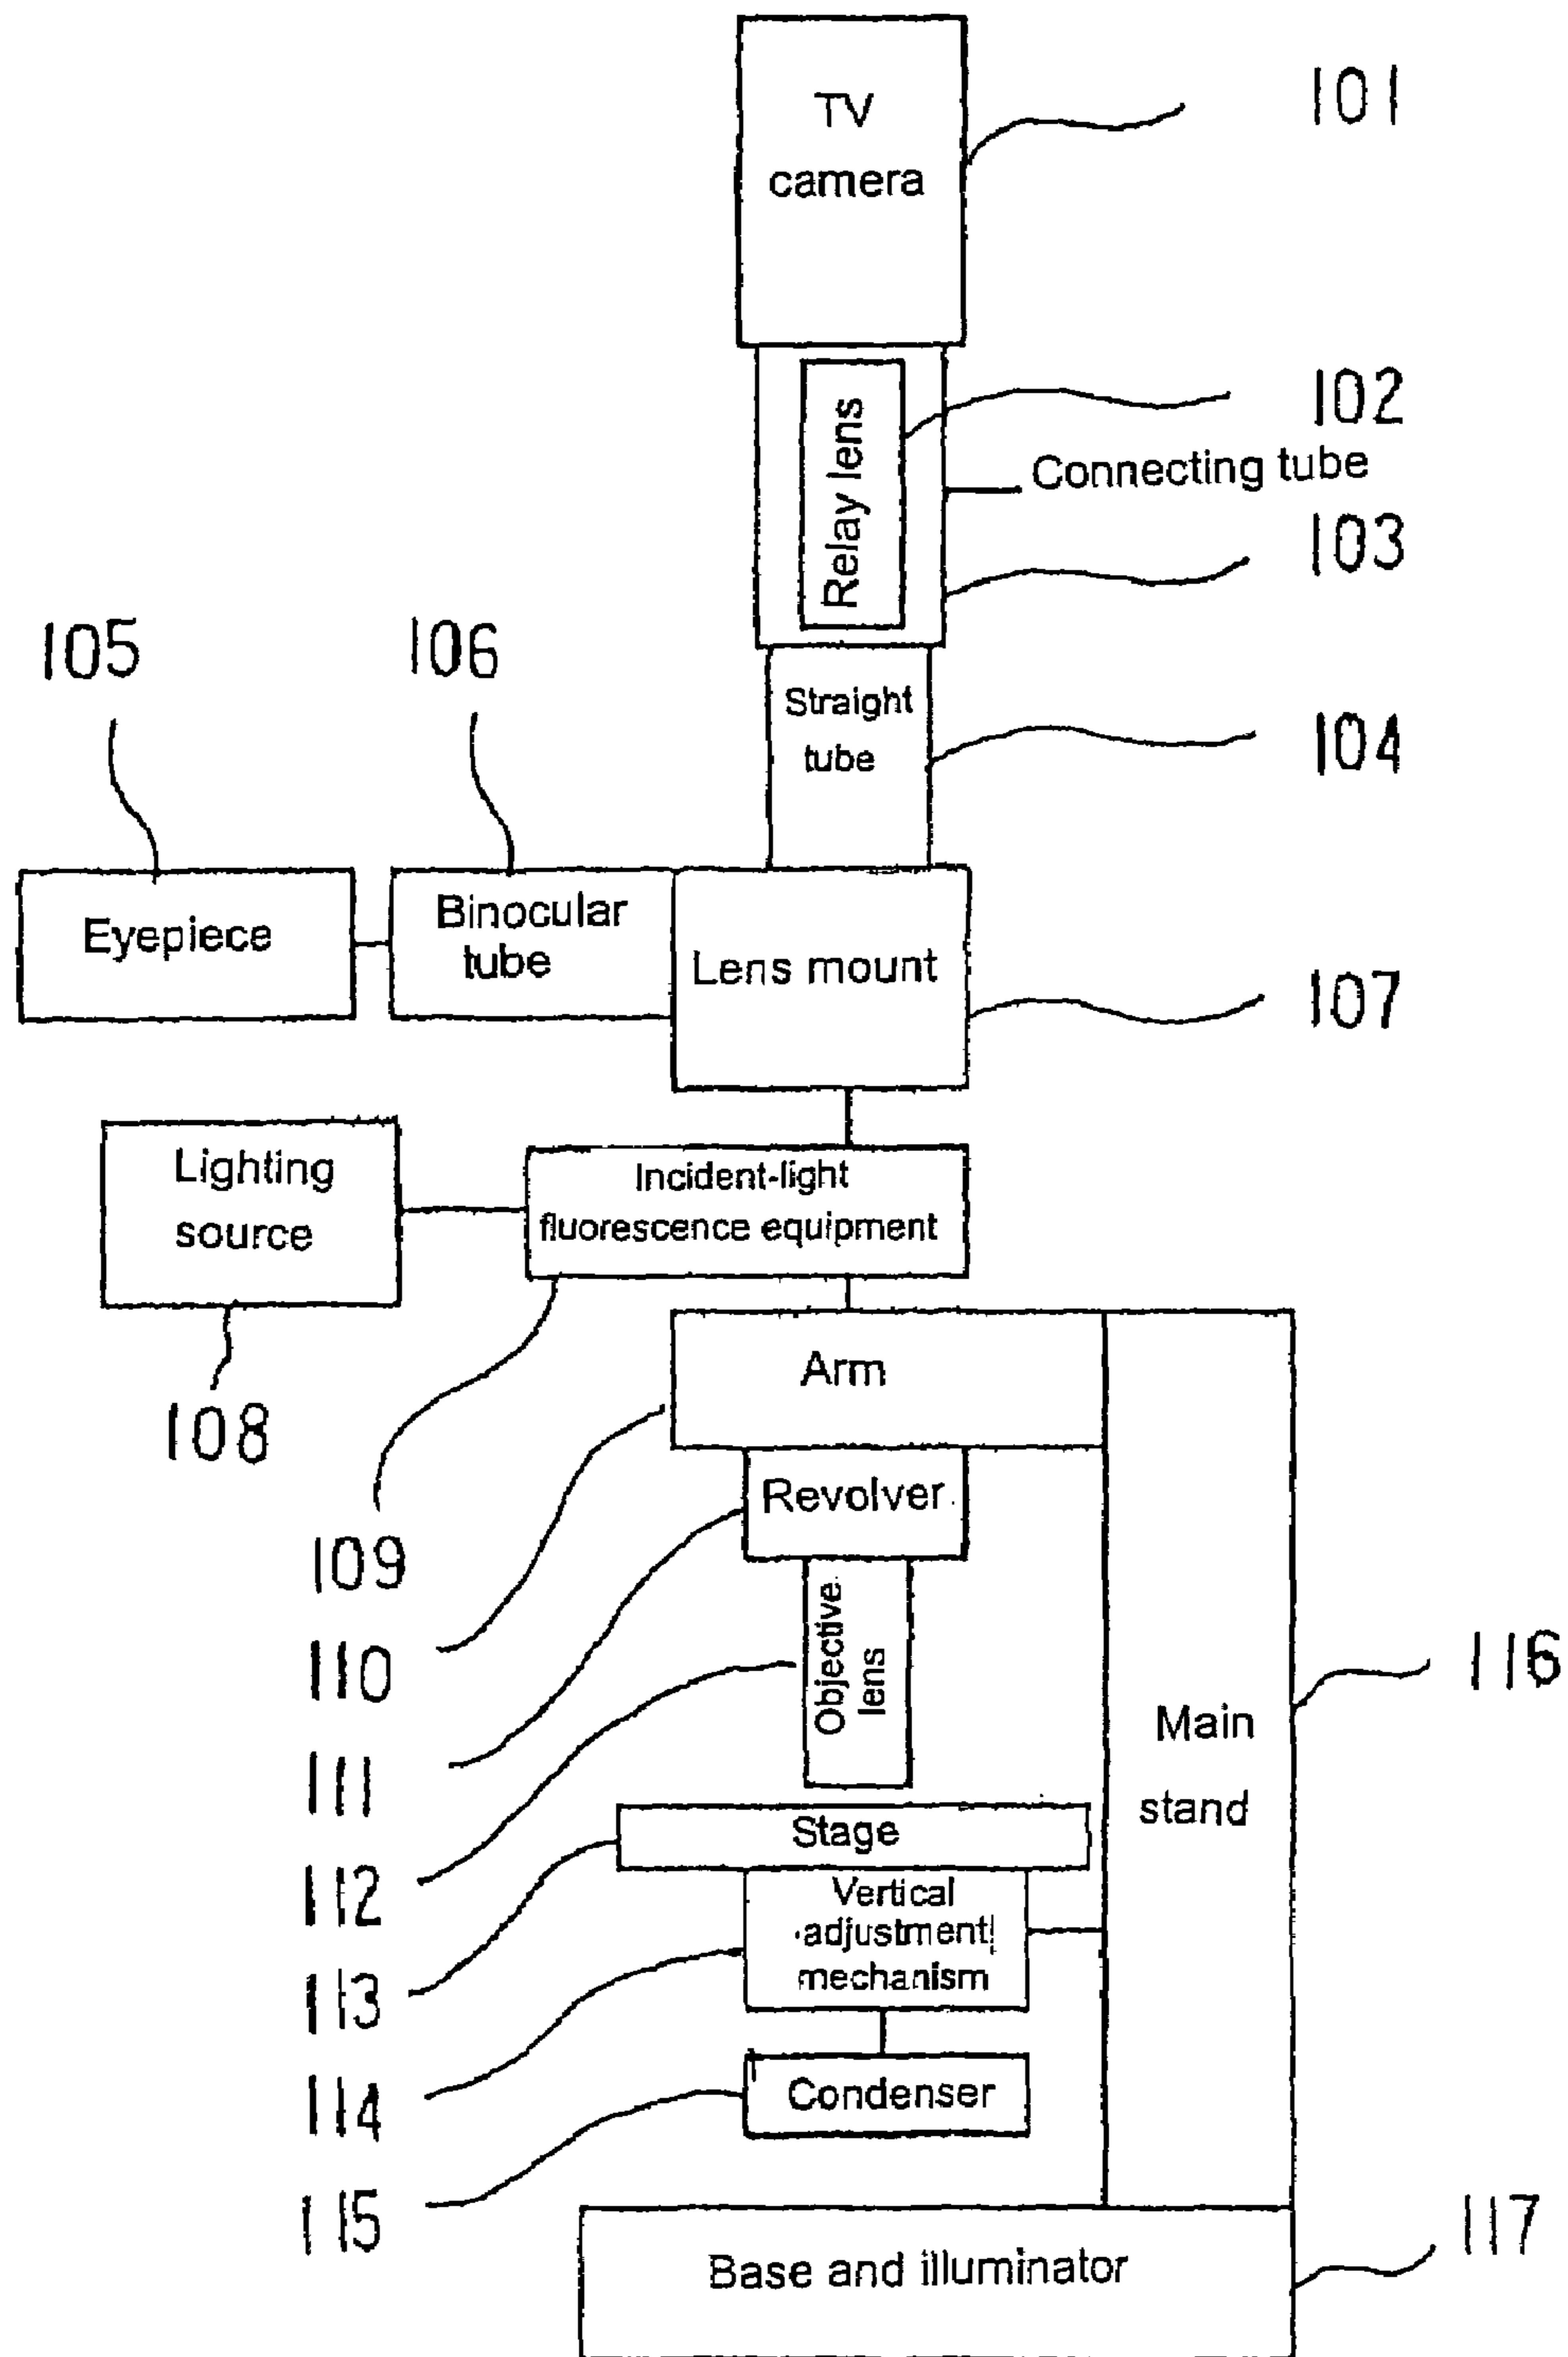 TV
camera
101
Relay lens
102
Connecting tube
103
105
106
Straight
tube
104
Eyepiece
Binocular
tube
Lens mount
107
Lighting
source
Incident-light
fluorescence equipment
108
Arm
109
Revolver
110
Objective
lens
111
Main
stand
116
Stage
112
Vertical
adjustment
mechanism
113
Condenser
114
115
Base and illuminator
117